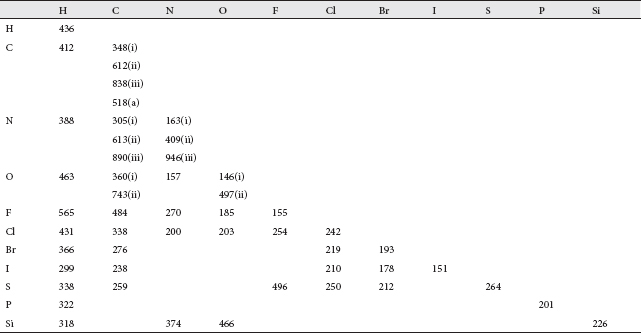 H C N O F Cl Br I S P Si
H 436
C 412 348(i)
612(ii)
838(iii)
518(a)
N 388 305(i) 163(i)
613(ii) 409(ii)
890(iii) 946(iii)
O 463 360(i) 157 146(i)
743(ii) 497(ii)
F 565 484 270 185 155
Cl 431 338 200 203 254 242
Br 366 276 219 193
I 299 238 210 178 151
S 338 259 496 250 212 264
P 322 201
Si 318 374 466 226